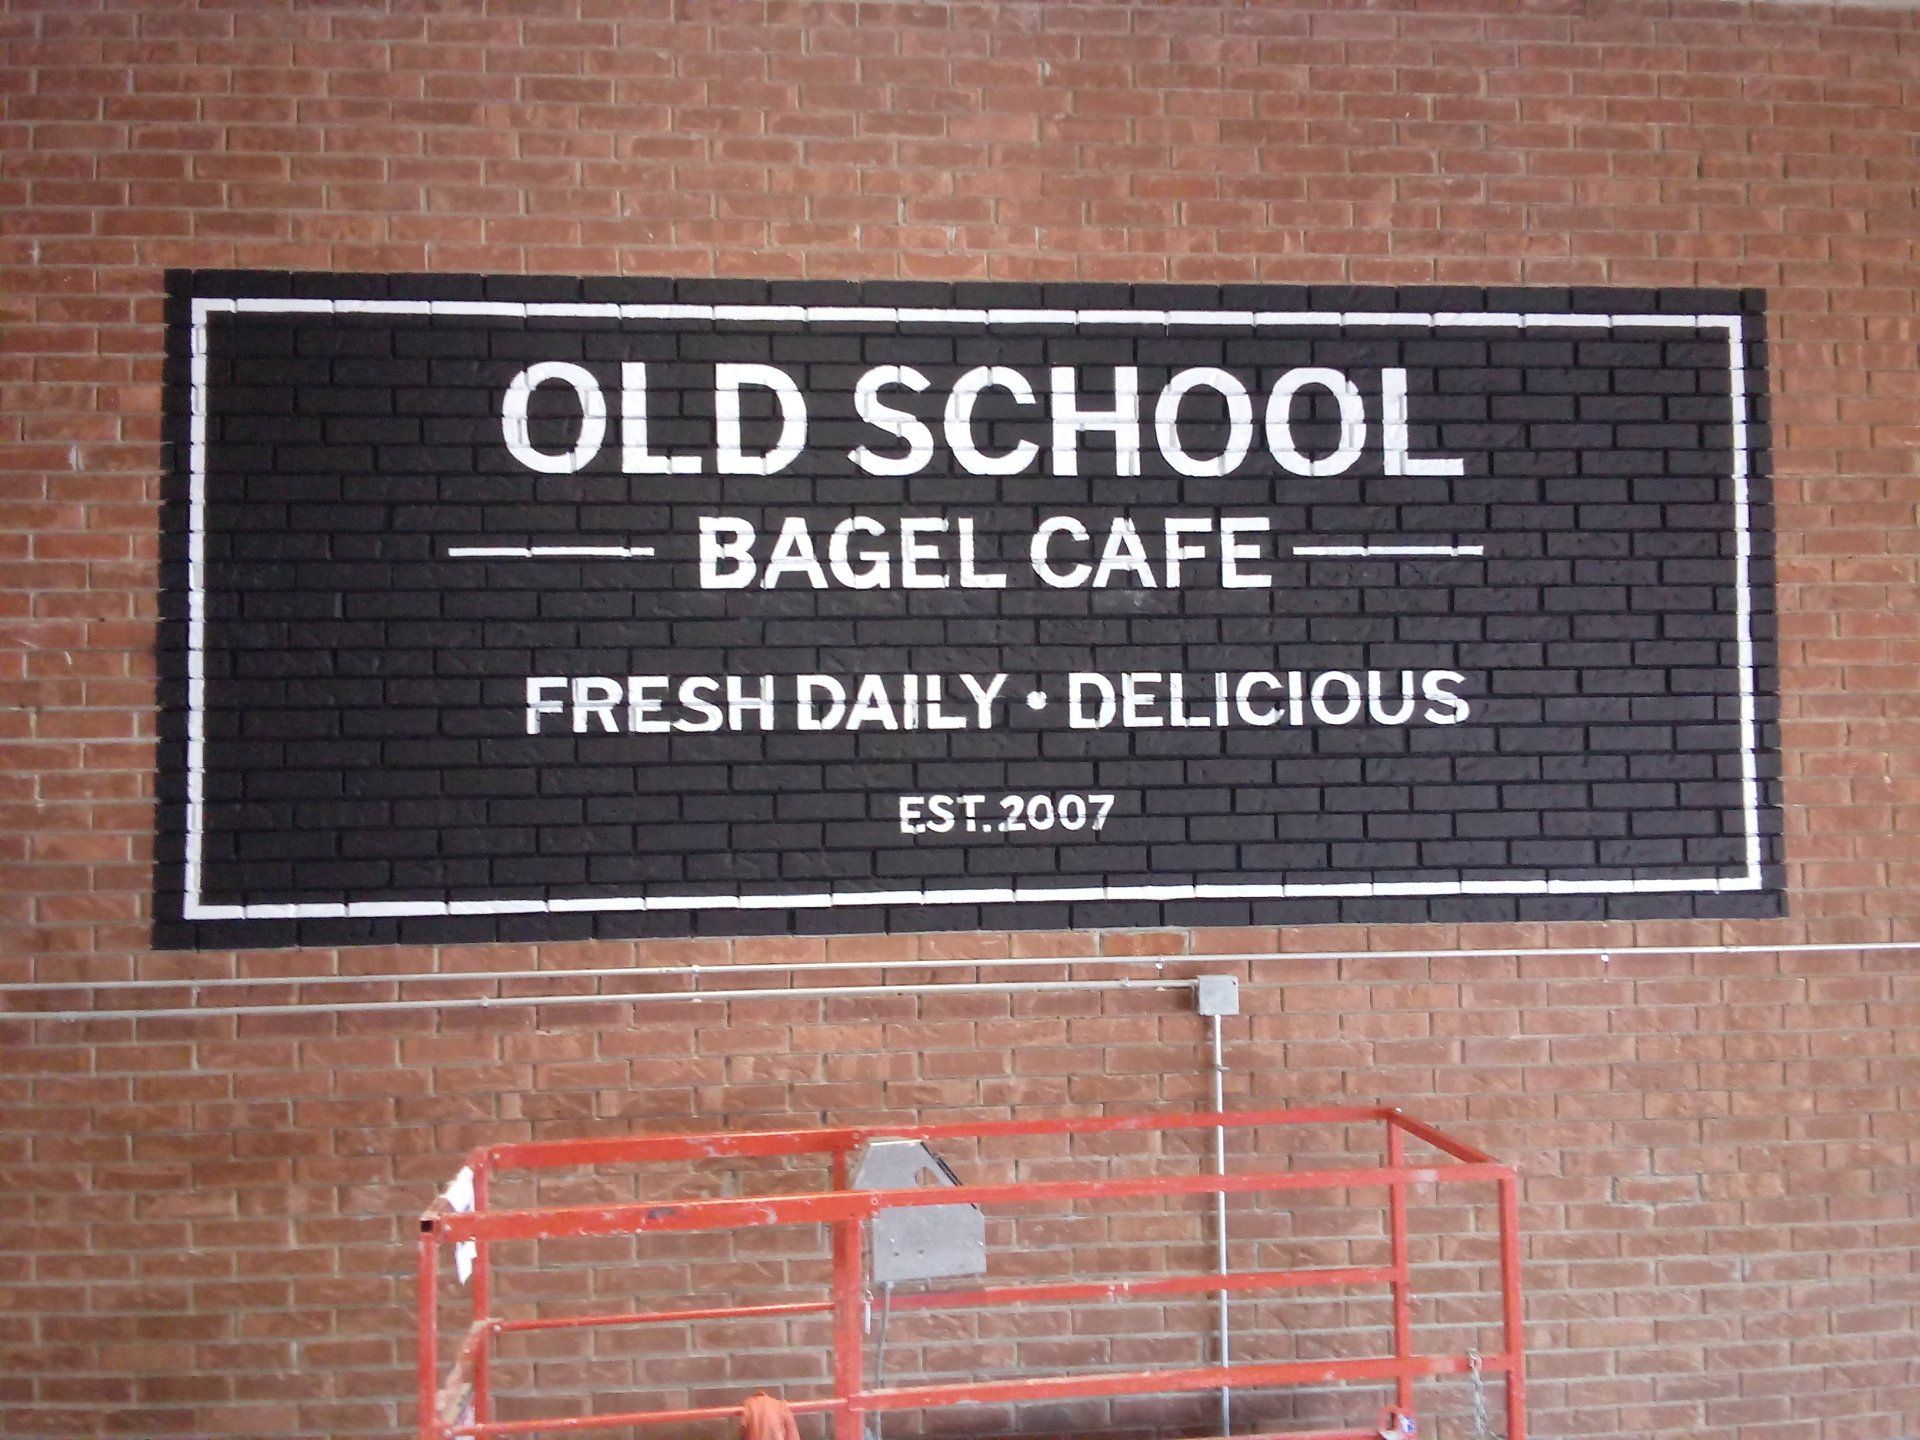 OLD SCHOOL
— BAGEL CAFE —
FRESH DAILY • DELICIOUS
EST. 2007